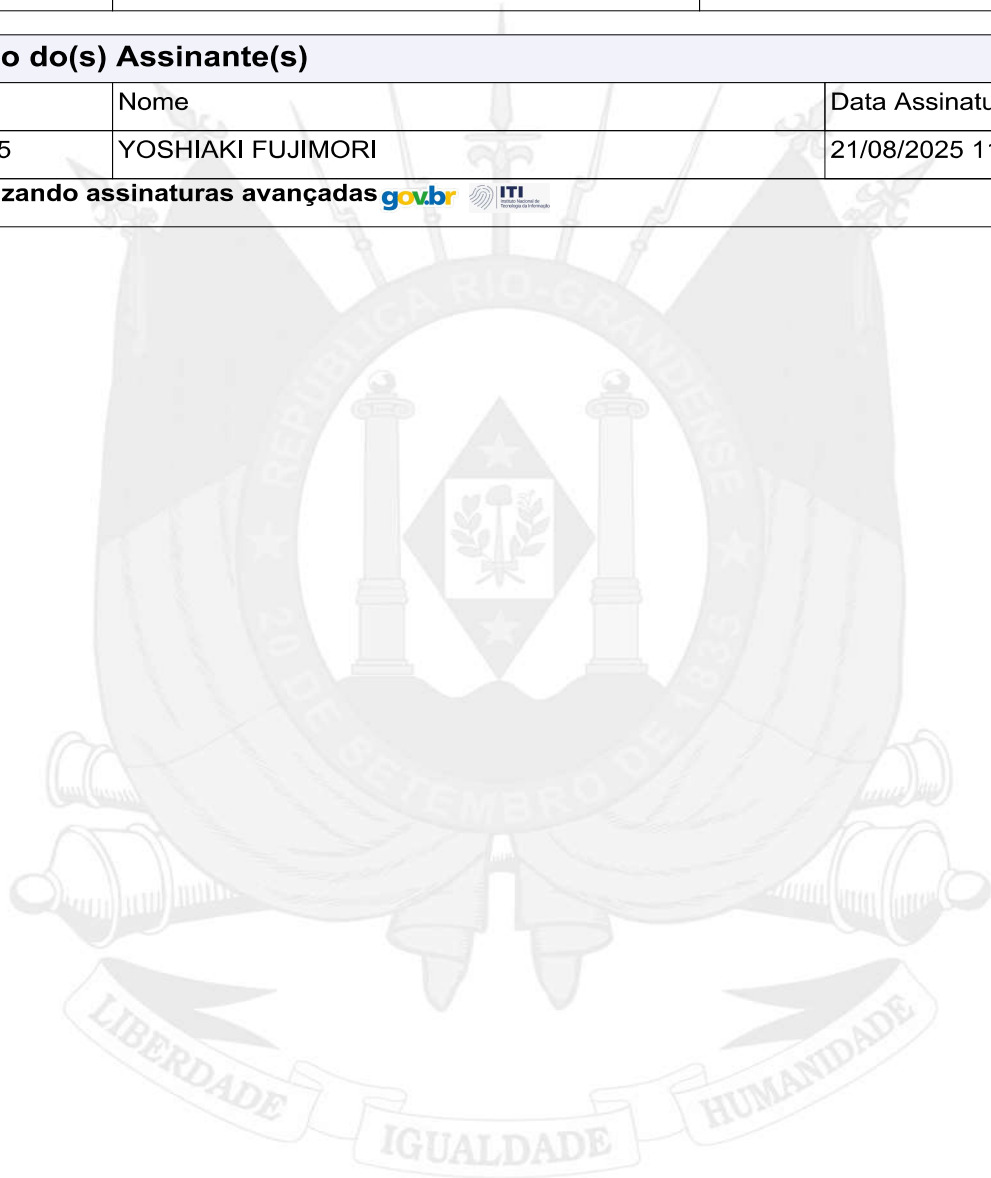 o do(s) Assinante(s)
Nome Data Assinatu
5 YOSHIAKI FUJIMORI 21/08/2025 1
zando assinaturas avançadas gov.br ITI
REPÚBLICA RIO-GRANDENSE
20 DE SETEMBRO DE 1835
LIBERDADE IGUALDADE HUMANIDADE